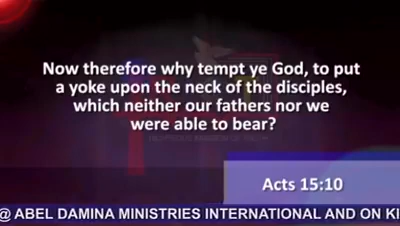 Now therefore why tempt ye God, to put
a yoke upon the neck of the disciples,
which neither our fathers nor we
were able to bear?
Acts 15:10
@ ABEL DAMINA MINISTRIES INTERNATIONAL AND ON KI